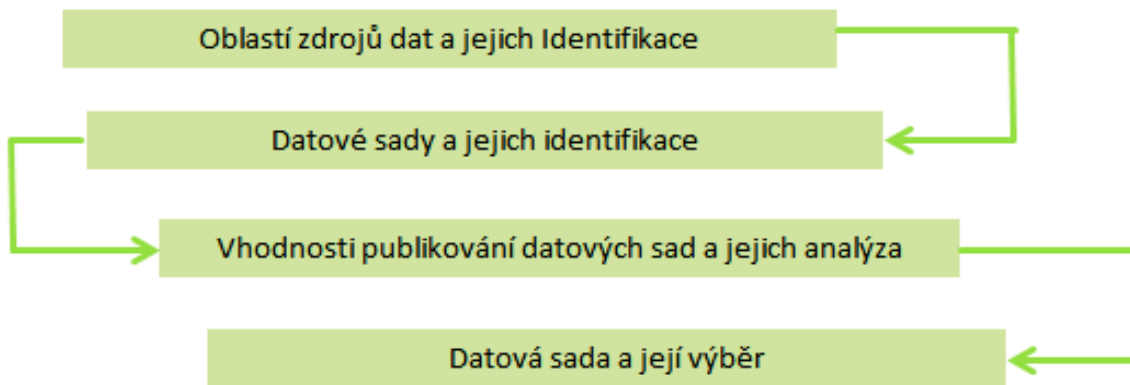 Oblastí zdrojů dat a jejich Identifikace
Datové sady a jejich identifikace
Vhodnosti publikování datových sad a jejich analýza
Datová sada a její výběr